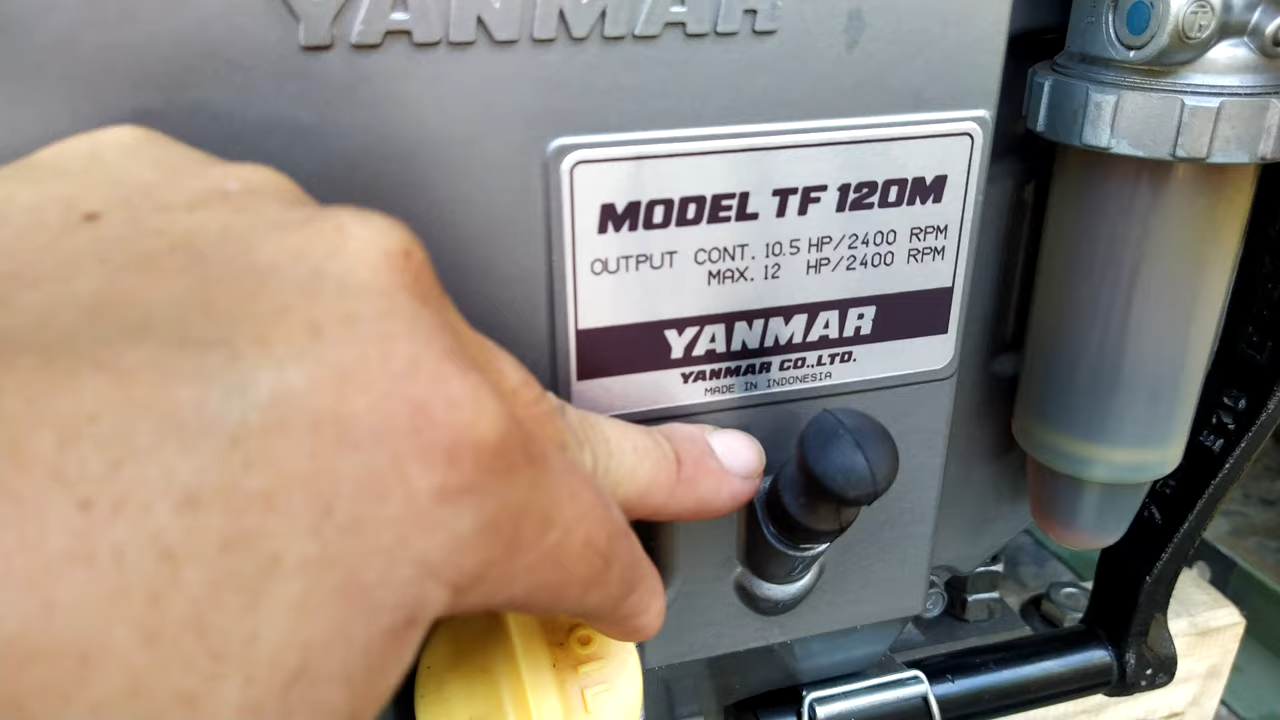 YANMAR
MODEL TF 120M
OUTPUT CONT. 10.5 HP/2400 RPM
MAX. 12 HP/2400 RPM
YANMAR
YANMAR CO.,LTD.
MADE IN INDONESIA